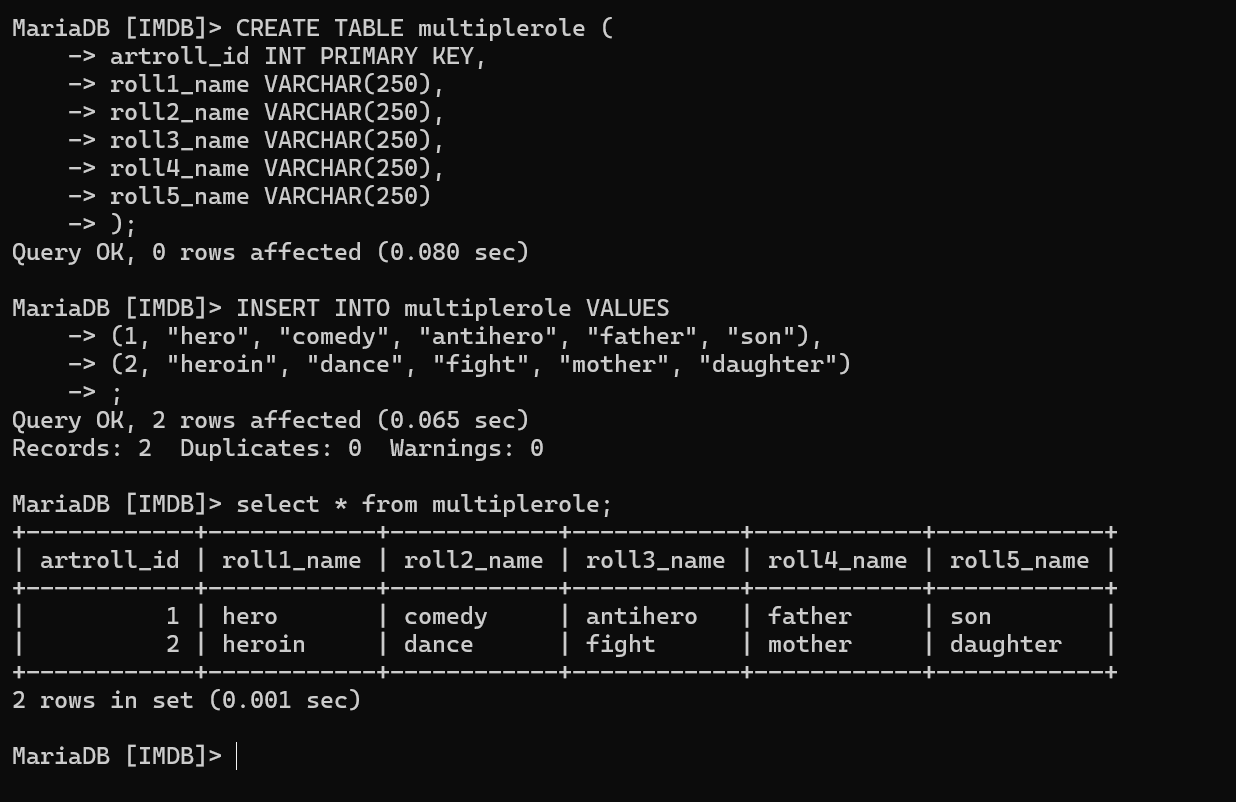 MariaDB [IMDB]> CREATE TABLE multiplerole (
    -> artroll_id INT PRIMARY KEY,
    -> roll1_name VARCHAR(250),
    -> roll2_name VARCHAR(250),
    -> roll3_name VARCHAR(250),
    -> roll4_name VARCHAR(250),
    -> roll5_name VARCHAR(250)
    -> );
Query OK, 0 rows affected (0.080 sec)

MariaDB [IMDB]> INSERT INTO multiplerole VALUES
    -> (1, "hero", "comedy", "antihero", "father", "son"),
    -> (2, "heroin", "dance", "fight", "mother", "daughter")
    -> ;
Query OK, 2 rows affected (0.065 sec)
Records: 2  Duplicates: 0  Warnings: 0

MariaDB [IMDB]> select * from multiplerole;
+------------+------------+------------+------------+------------+------------+
| artroll_id | roll1_name | roll2_name | roll3_name | roll4_name | roll5_name |
+------------+------------+------------+------------+------------+------------+
|          1 | hero       | comedy     | antihero   | father     | son        |
|          2 | heroin     | dance      | fight      | mother     | daughter   |
+------------+------------+------------+------------+------------+------------+
2 rows in set (0.001 sec)

MariaDB [IMDB]>